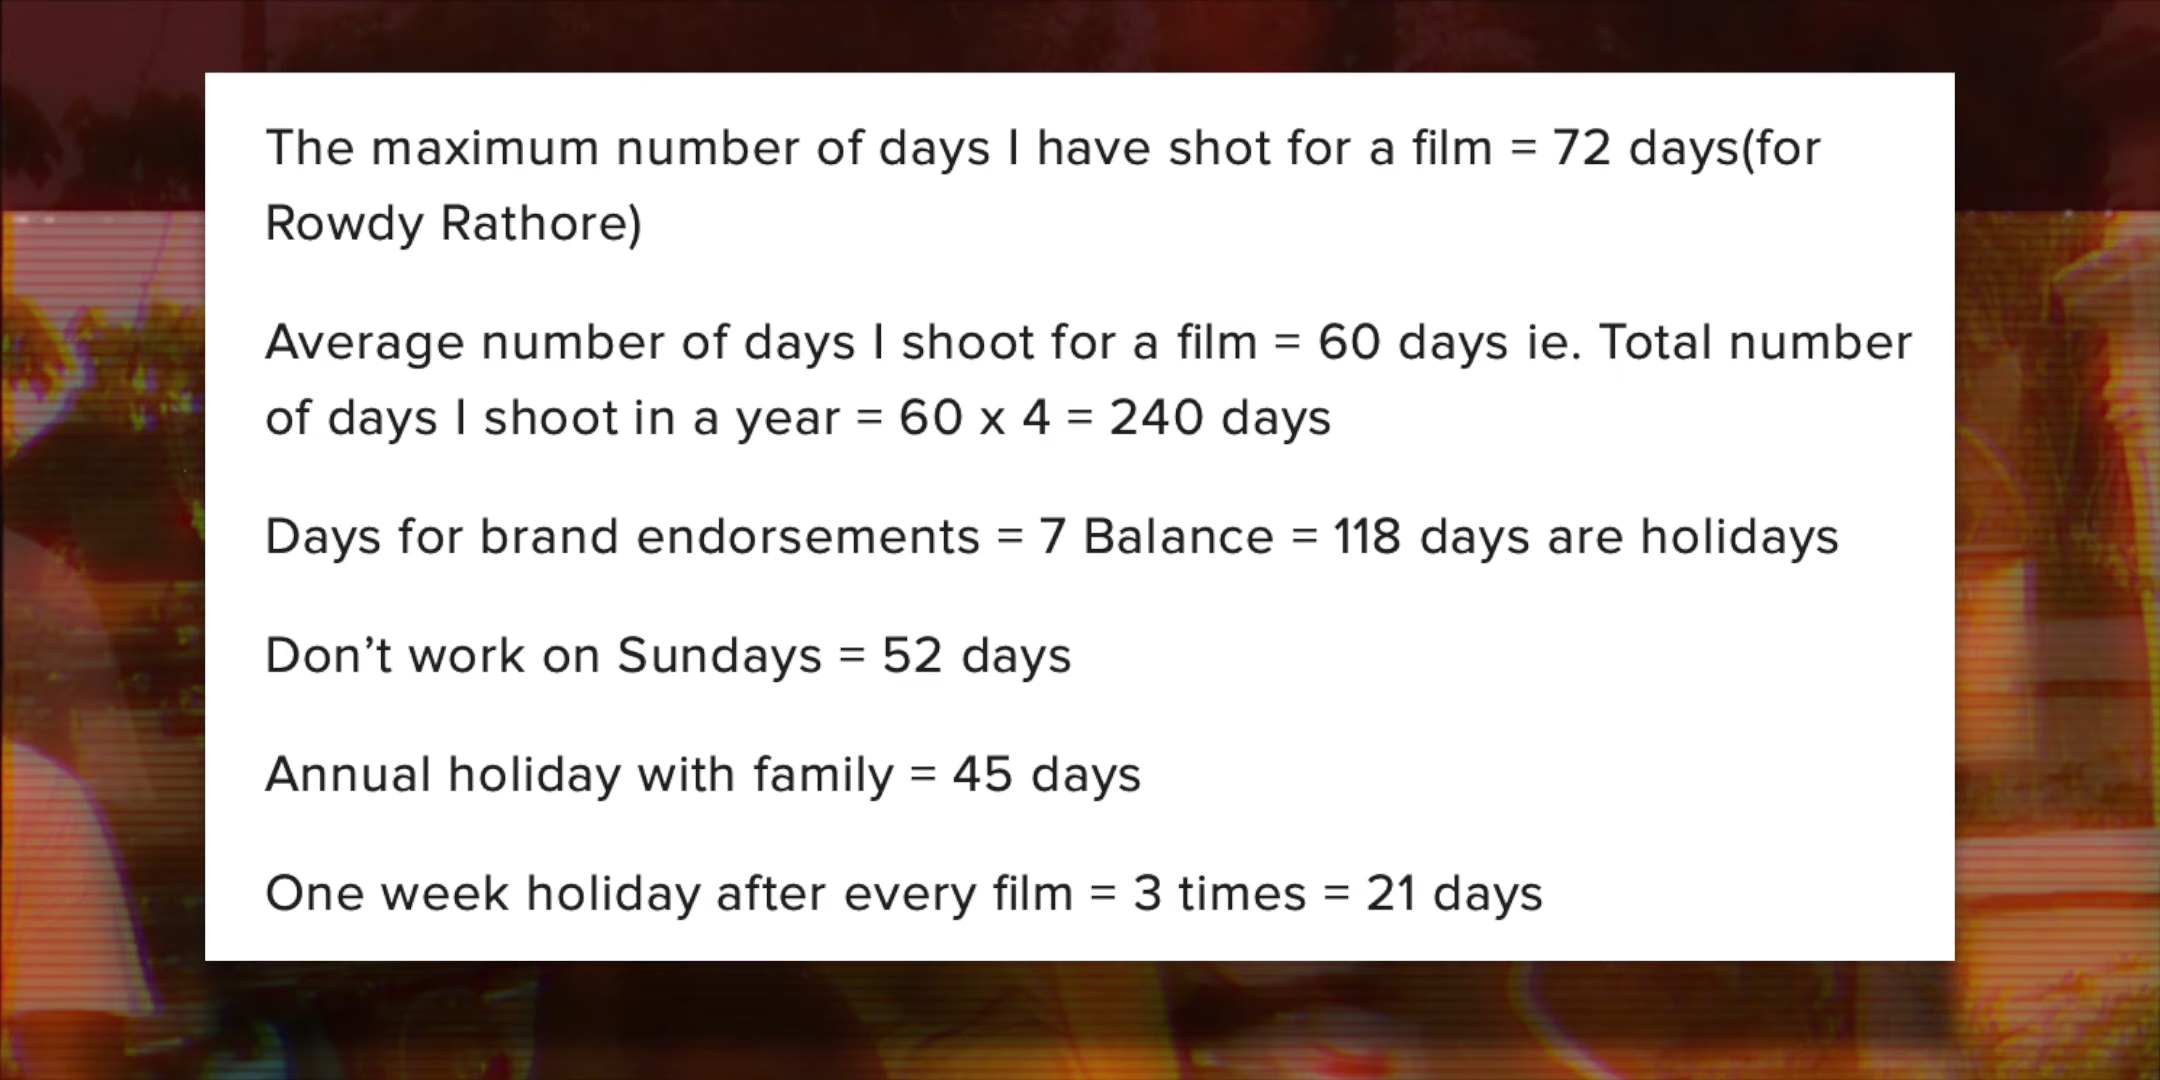 The maximum number of days I have shot for a film = 72 days(for
Rowdy Rathore)
Average number of days I shoot for a film = 60 days ie. Total number
of days I shoot in a year = 60 x 4 = 240 days
Days for brand endorsements = 7 Balance = 118 days are holidays
Don’t work on Sundays = 52 days
Annual holiday with family = 45 days
One week holiday after every film = 3 times = 21 days